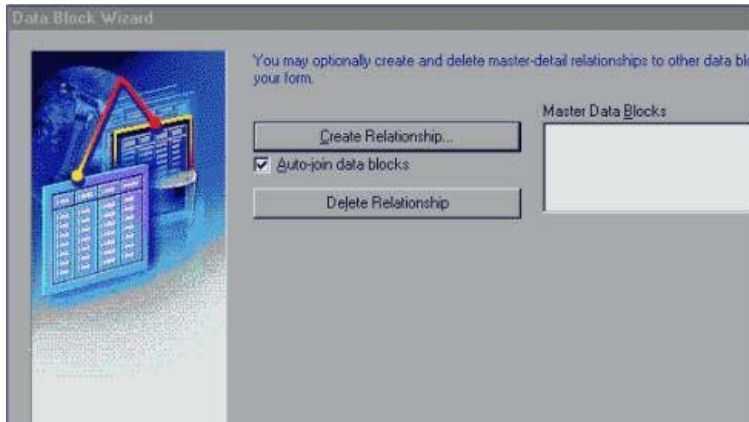 Data Block Wizard
You may optionally create and delete master-detail relationships to other data
your form.
Master Data Blocks
Create Relationship...
Auto-join data blocks
Delete Relationship